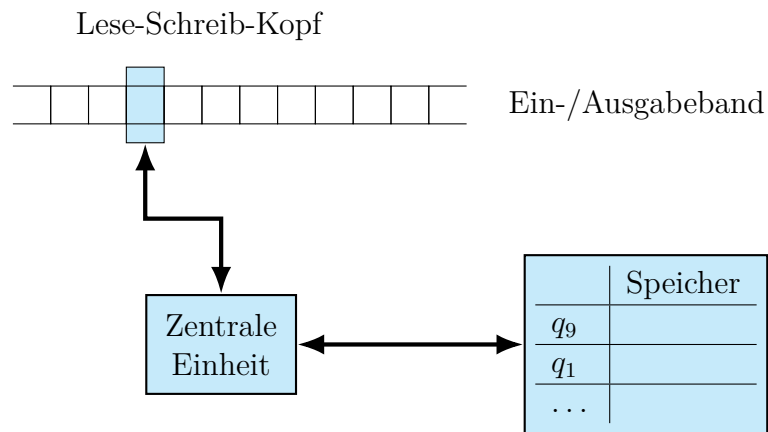 Lese-Schreib-Kopf
Ein-/Ausgabeband
Zentrale
Einheit
Speicher
q₉
q₁
...